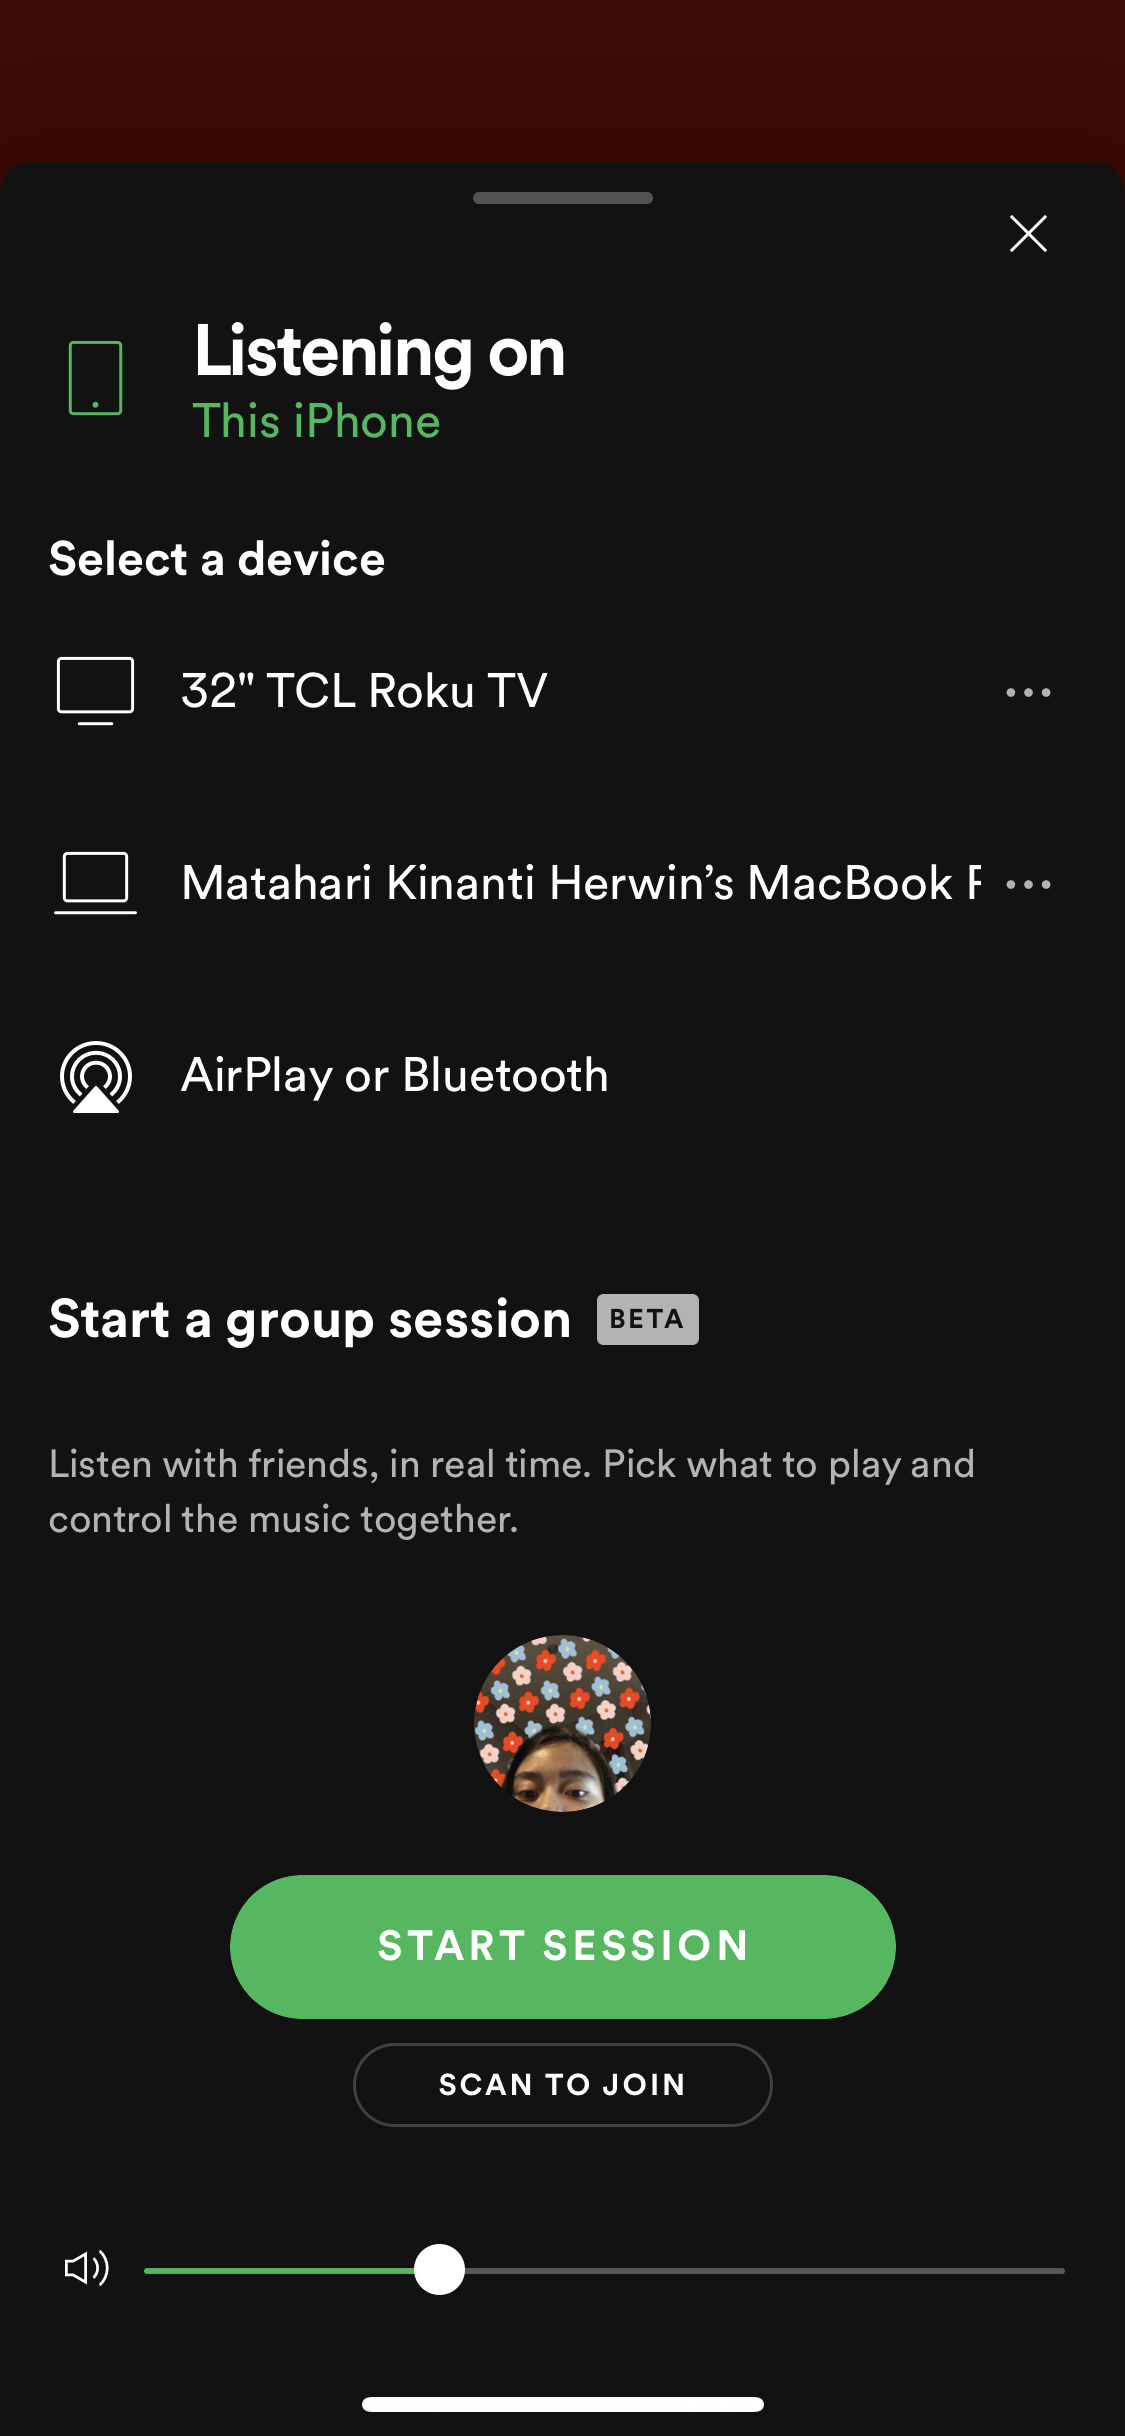 Listening on
This iPhone
Select a device
32" TCL Roku TV
Matahari Kinanti Herwin’s MacBook
AirPlay or Bluetooth
Start a group session BETA
Listen with friends, in real time. Pick what to play and
control the music together.
START SESSION
SCAN TO JOIN